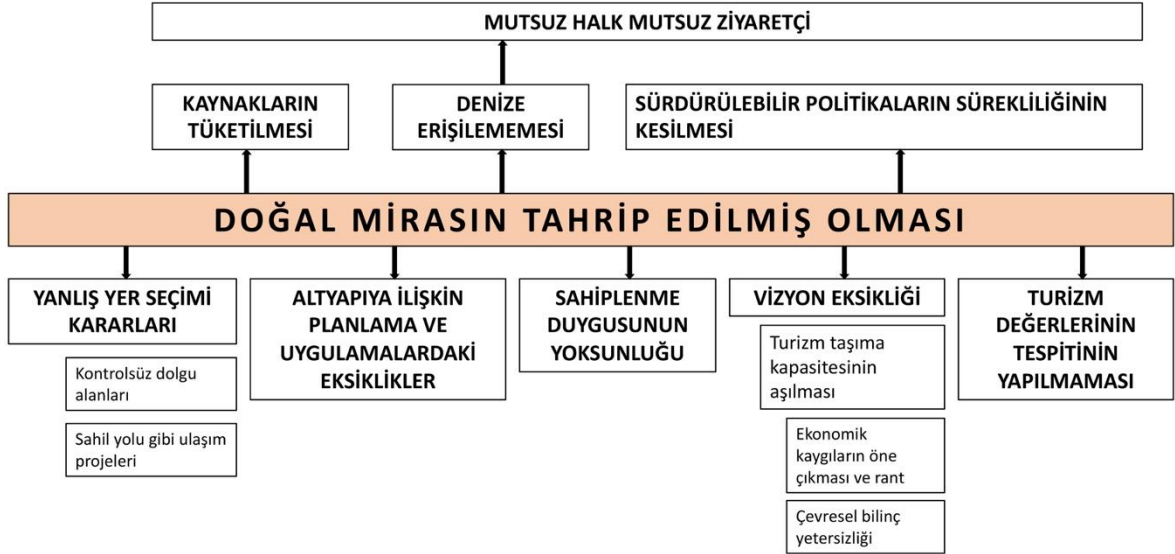 MUTSUZ HALK MUTSUZ ZİYARETÇİ
KAYNAKLARIN
TÜKETİLMESİ
DENİZE
ERİŞİLEMEMESİ
SÜRDÜRÜLEBİLİR POLİTİKALARIN SÜREKLİLİĞİNİN
KESİLMESİ
DOĞAL MİRASIN TAHRİP EDİLMİŞ OLMASI
YANLIŞ YER SEÇİMİ
KARARLARI
Kontrolsüz dolgu
alanları
Sahil yolu gibi ulaşım
projeleri
ALTYAPIYA İLİŞKİN
PLANLAMA VE
UYGULAMALARDAKİ
EKSİKLİKLER
SAHİPLENME
DUYGUSUNUN
YOKSUNLUĞU
VİZYON EKSİKLİĞİ
Turizm taşıma
kapasitesinin
aşılması
Ekonomik
kaygıların öne
çıkması ve rant
Çevresel bilinç
yetersizliği
TURİZM
DEĞERLERİNİN
TESPİTİNİN
YAPILMAMASI